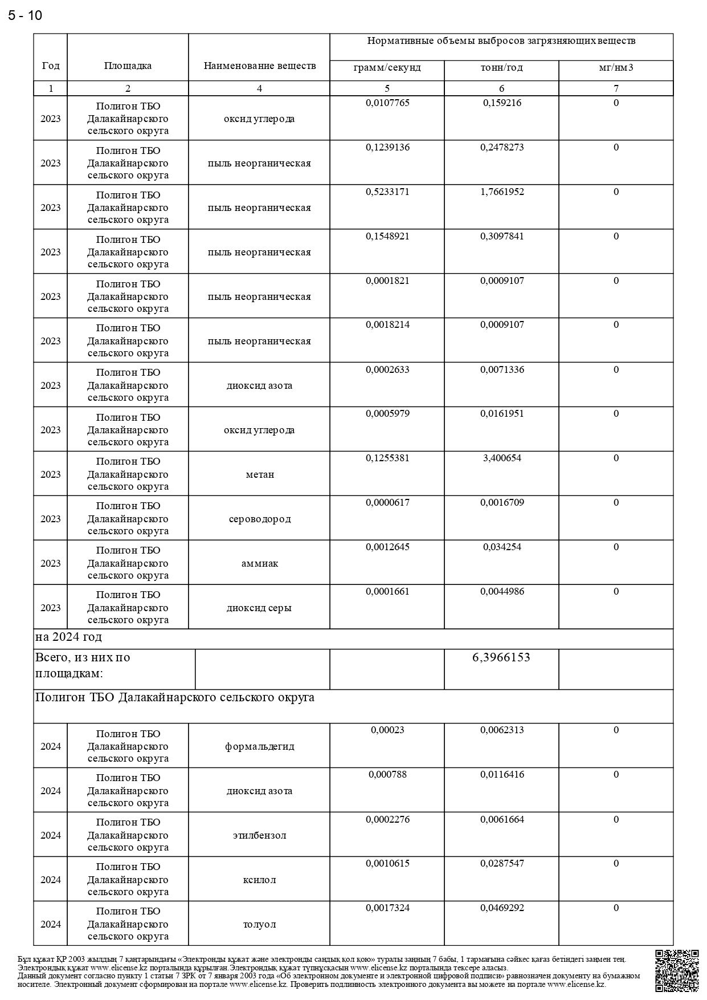 5 - 10
Нормативные объемы выбросов загрязняющих веществ
Год Площадка Наименование веществ
грамм/секунд тонн/год мг/нм3
1 2 4 5 6 7
0,0107765 0,159216 0
Полигон ТБО
2023 Далакайнарского оксид углерода
сельского округа
0,1239136 0,2478273 0
Полигон ТБО
2023 Далакайнарского пыль неорганическая
сельского округа
0,5233171 1,7661952 0
Полигон ТБО
2023 Далакайнарского пыль неорганическая
сельского округа
0,1548921 0,3097841 0
Полигон ТБО
2023 Далакайнарского пыль неорганическая
сельского округа
0,0001821 0,0009107 0
Полигон ТБО
2023 Далакайнарского пыль неорганическая
сельского округа
0,0018214 0,0009107 0
Полигон ТБО
2023 Далакайнарского пыль неорганическая
сельского округа
0,0002633 0,0071336 0
Полигон ТБО
2023 Далакайнарского диоксид азота
сельского округа
0,0005979 0,0161951 0
Полигон ТБО
2023 Далакайнарского оксид углерода
сельского округа
0,1255381 3,400654 0
Полигон ТБО
2023 Далакайнарского метан
сельского округа
0,0000617 0,0016709 0
Полигон ТБО
2023 Далакайнарского сероводород
сельского округа
0,0012645 0,034254 0
Полигон ТБО
2023 Далакайнарского аммиак
сельского округа
0,0001661 0,0044986 0
Полигон ТБО
2023 Далакайнарского диоксид серы
сельского округа
на 2024 год
Всего, из них по 6,3966153
площадкам:
Полигон ТБО Далакайнарского сельского округа
0,00023 0,0062313 0
Полигон ТБО
2024 Далакайнарского формальдегид
сельского округа
0,000788 0,0116416 0
Полигон ТБО
2024 Далакайнарского диоксид азота
сельского округа
0,0002276 0,0061664 0
Полигон ТБО
2024 Далакайнарского этилбензол
сельского округа
0,0010615 0,0287547 0
Полигон ТБО
2024 Далакайнарского ксилол
сельского округа
0,0017324 0,0469292 0
Полигон ТБО
2024 Далакайнарского толуол
сельского округа
Бұл құжат ҚР 2003 жылдың 7 қаңтарындағы «Электронды құжат және электронды сандық қол қою» туралы заңның 7 бабы, 1 тармағына сәйкес қағаз бетіндегі заңмен тең.
Электрондық құжат www.elicense.kz порталында құрылған.Электрондық құжат түпнұсқасын www.elicense.kz порталында тексере аласыз.
Данный документ согласно пункту 1 статьи 7 ЗРК от 7 января 2003 года «Об электронном документе и электронной цифровой подписи» равнозначен документу на бумажном
носителе. Электронный документ сформирован на портале www.elicense.kz. Проверить подлинность электронного документа вы можете на портале www.elicense.kz.